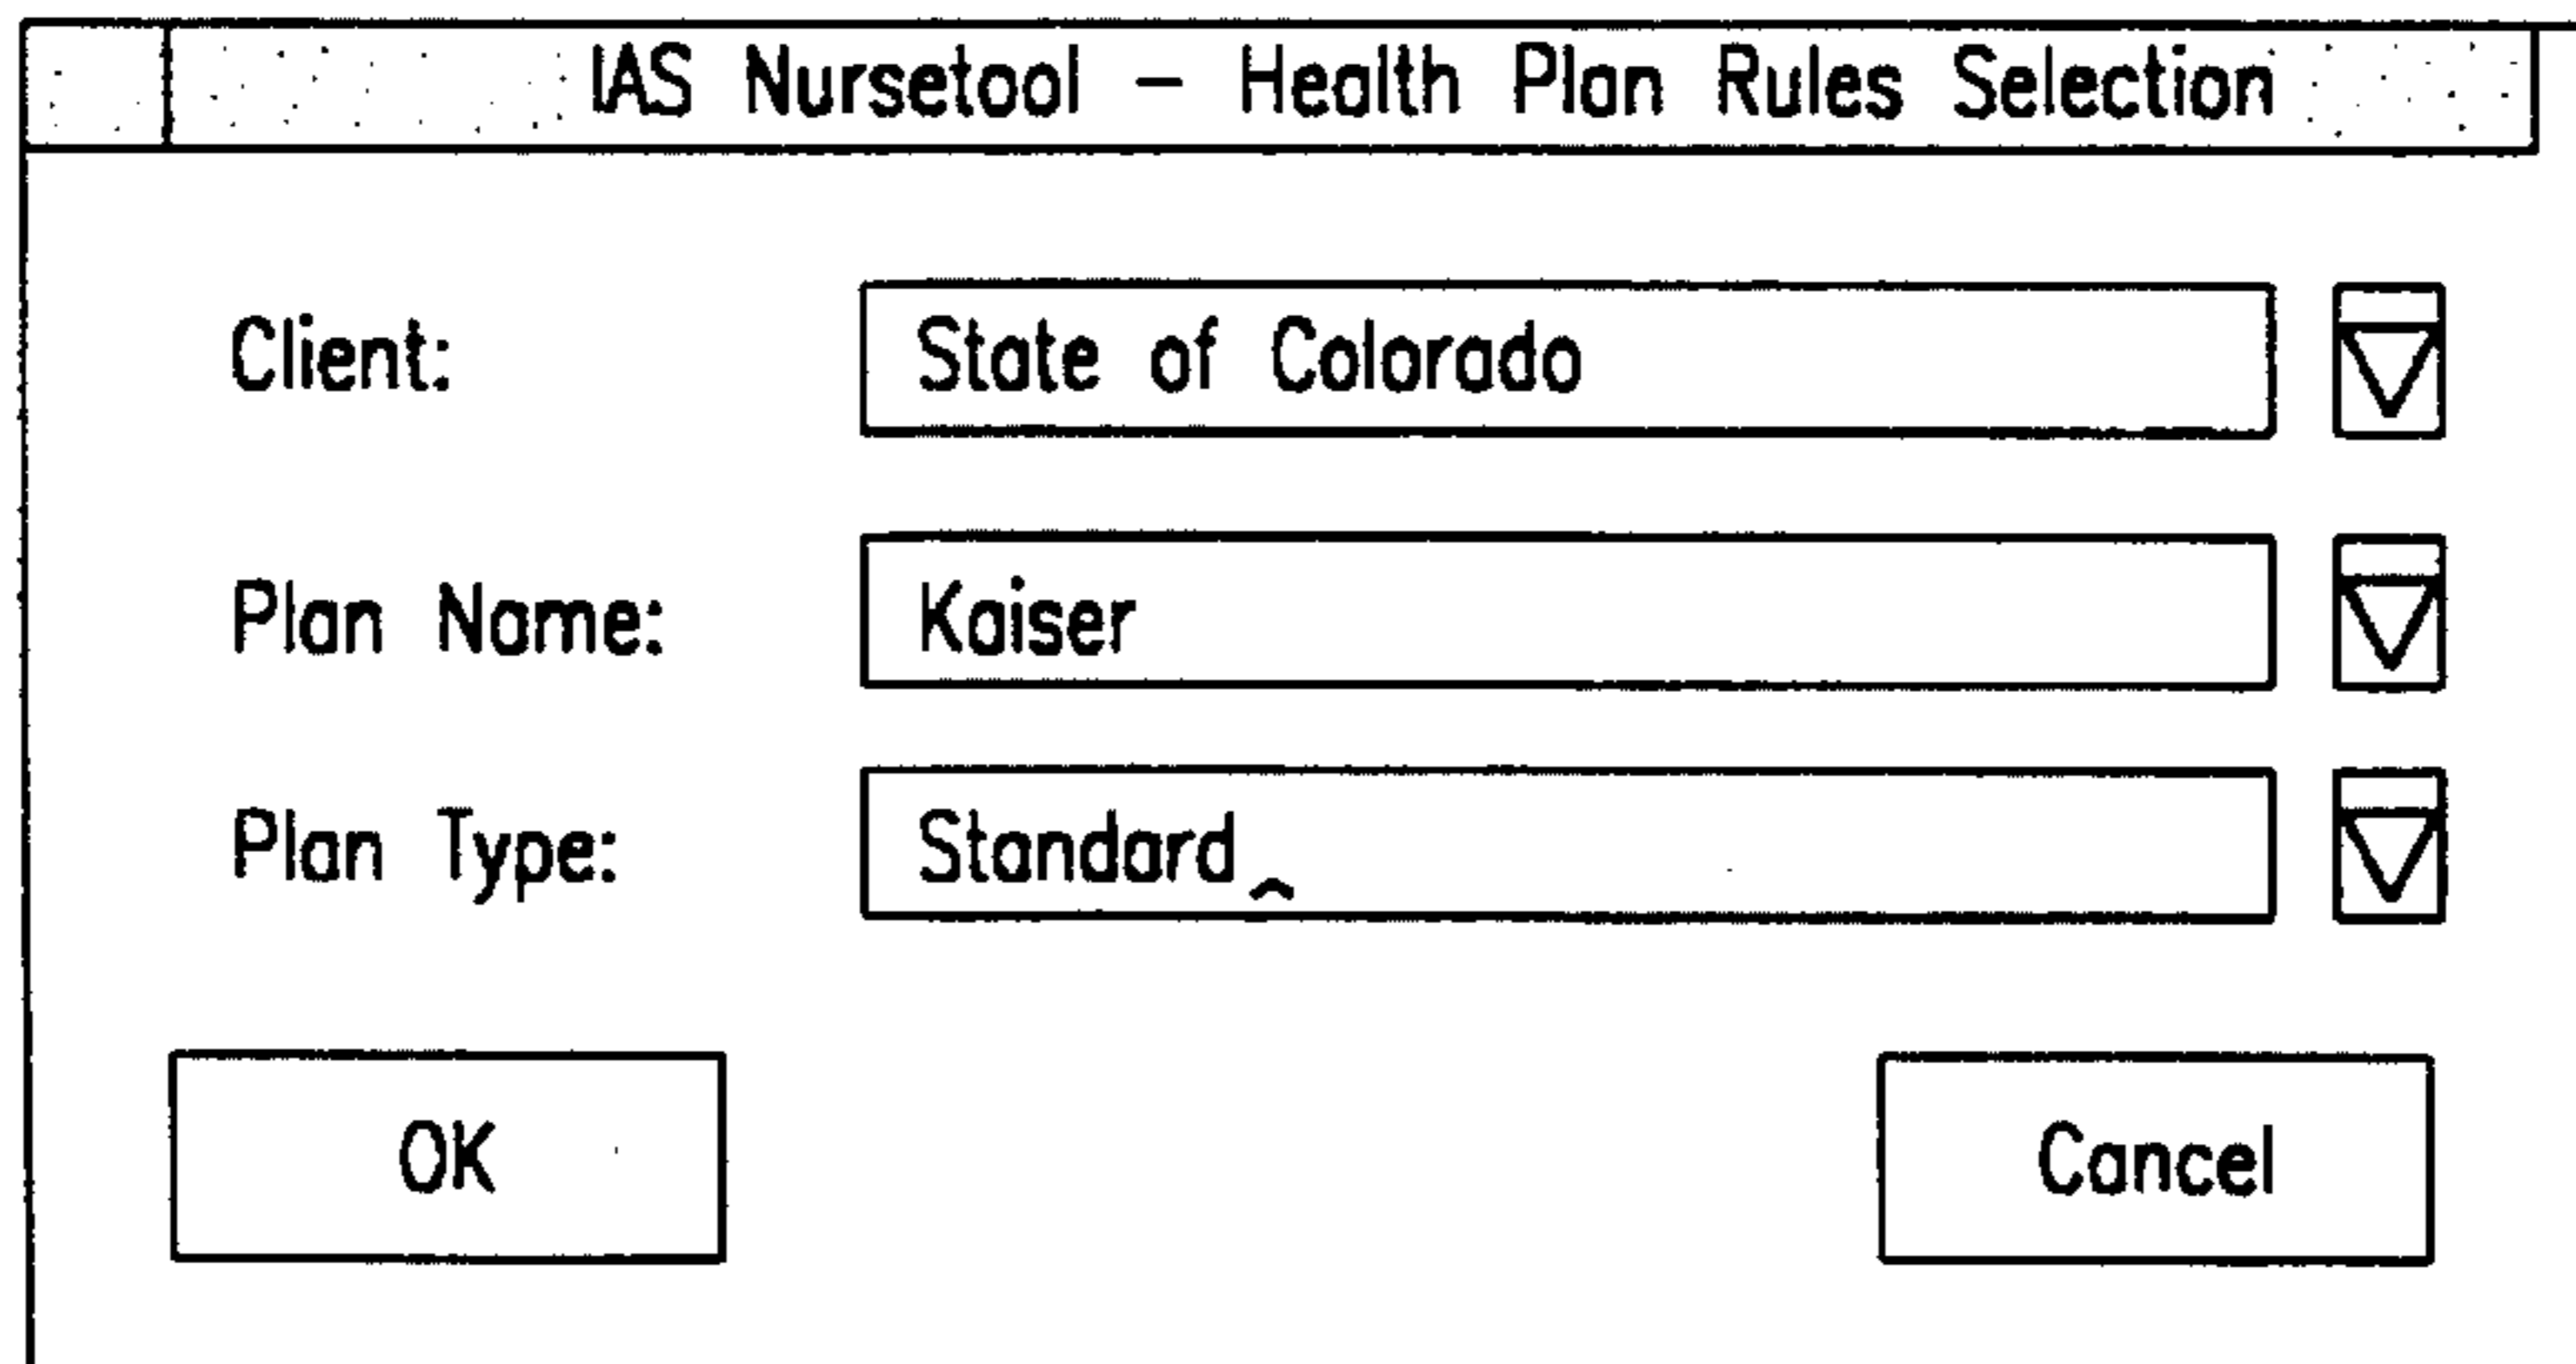 IAS Nursetool – Health Plan Rules Selection
Client: State of Colorado
Plan Name: Kaiser
Plan Type: Standard‸
OK Cancel